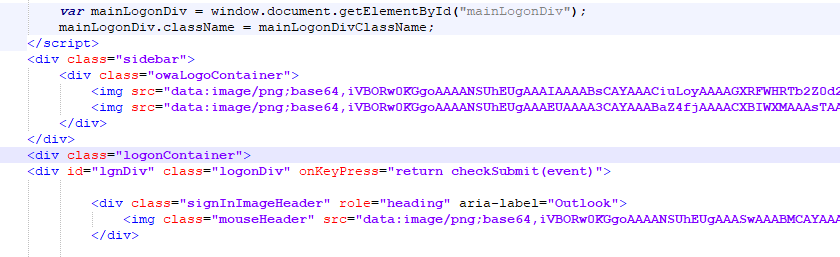 var mainLogonDiv = window.document.getElementById("mainLogonDiv");
mainLogonDiv.className = mainLogonDivClassName;
</script>
<div class="sidebar">
<div class="owaLogoContainer">
<img src="data:image/png;base64,iVBORw0KGgoAAAANSUhEUgAAAIAAAABsCAYAAACiuLoyAAAAGXRFWHRTb2Z0d2
<img src="data:image/png;base64,iVBORw0KGgoAAAANSUhEUgAAAEUAAAA3CAYAAABaZ4fjAAAACXBIWXMAAAsTAA
</div>
</div>
<div class="logonContainer">
<div id="lgnDiv" class="logonDiv" onKeyPress="return checkSubmit(event)">
<div class="signInImageHeader" role="heading" aria-label="Outlook">
<img class="mouseHeader" src="data:image/png;base64,iVBORw0KGgoAAAANSUhEUgAAASwAAABMCAYAAA
</div>